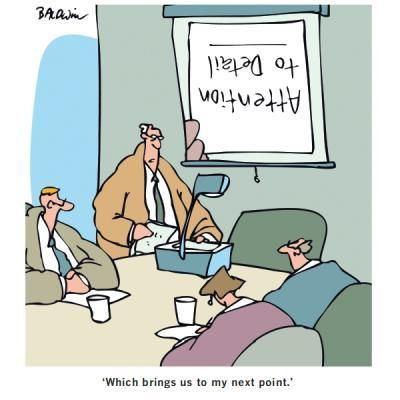 BALDWIN
Attention
to Detail
'Which brings us to my next point.'